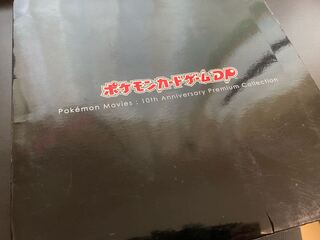 ポケモンカードゲームDP
Pokémon Movies : 10th Anniversary Premium Collection